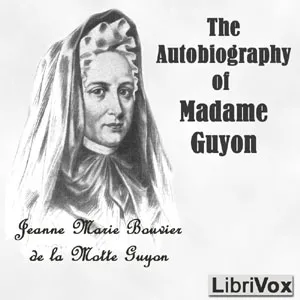 The
Autobiography
of
Madame
Guyon
Jeanne Marie Bouvier
de la Motte Guyon
LibriVox